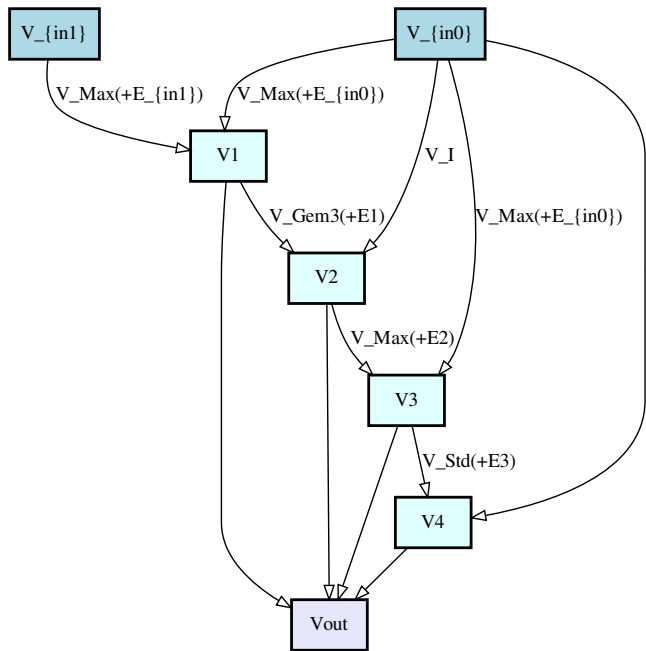 V_{in1}
V_{in0}
V_Max(+E_{in1})
V_Max(+E_{in0})
V1
V_I
V_Gem3(+E1)
V_Max(+E_{in0})
V2
V_Max(+E2)
V3
V_Std(+E3)
V4
Vout